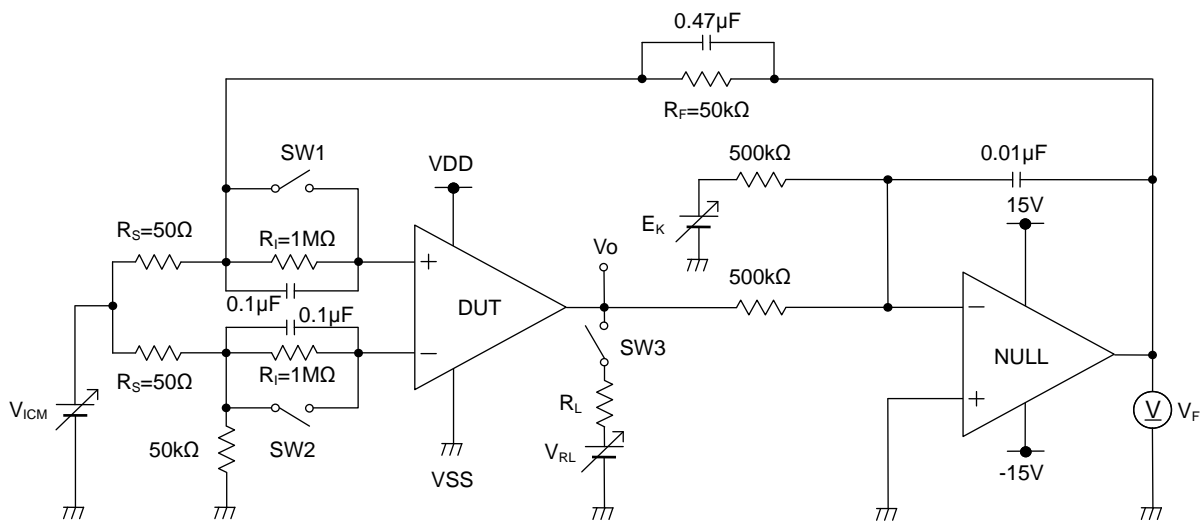 0.47µF
RF=50kΩ
SW1
VDD
500kΩ
0.01µF
15V
EK
RS=50Ω
RI=1MΩ
+
Vo
0.1µF
0.1µF
DUT
500kΩ
−
SW3
NULL
−
RS=50Ω
RI=1MΩ
VICM
RL
+
V
VF
50kΩ
SW2
VRL
VSS
-15V